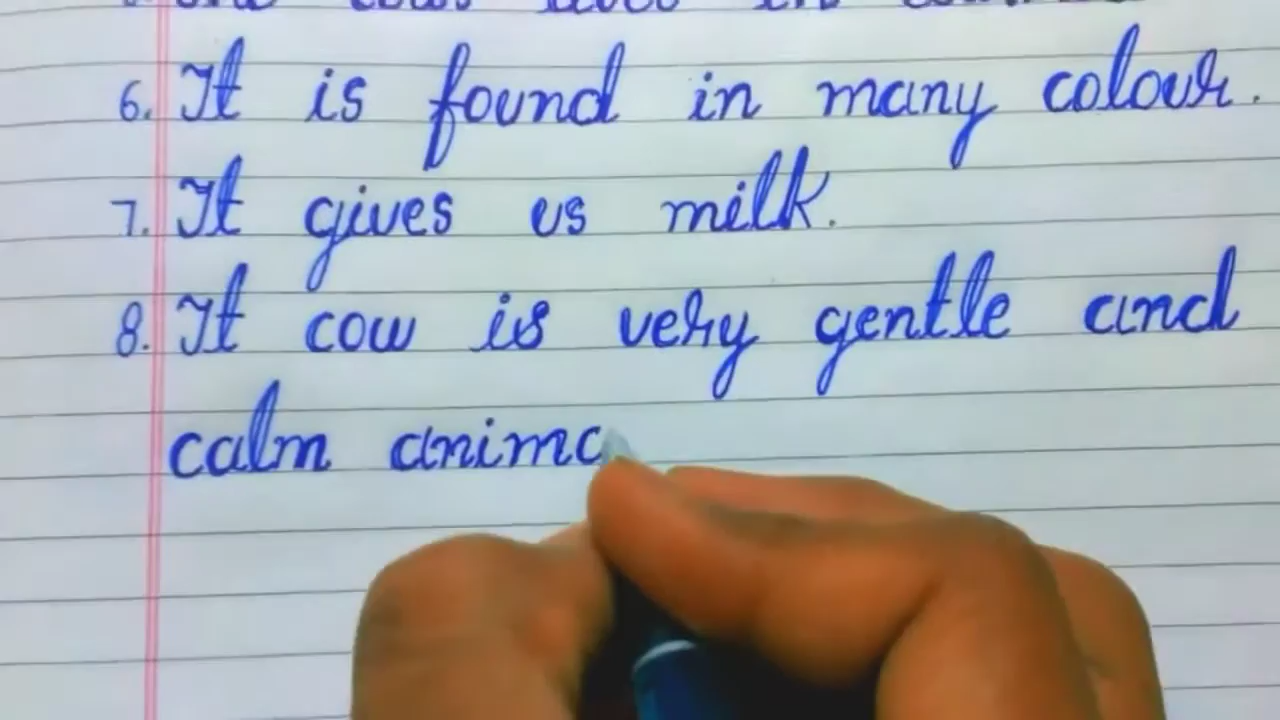 6. It is found in many colour.
7. It gives us milk.
8. It cow is very gentle and
calm anima